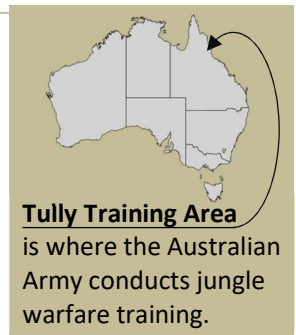 Tully Training Area
is where the Australian
Army conducts jungle
warfare training.